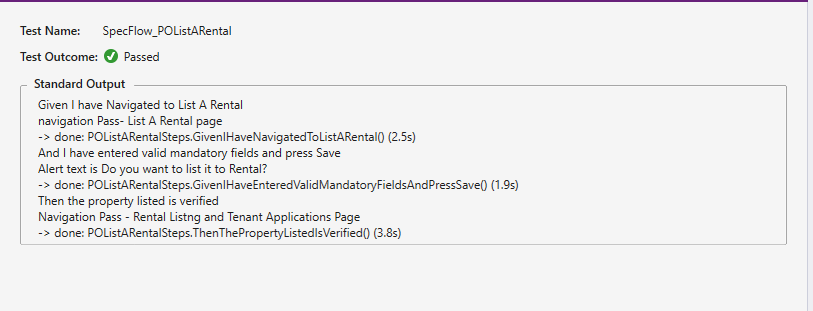 Test Name: SpecFlow_POListARental
Test Outcome: Passed
Standard Output
Given I have Navigated to List A Rental
navigation Pass- List A Rental page
-> done: POListARentalSteps.GivenIHaveNavigatedToListARental() (2.5s)
And I have entered valid mandatory fields and press Save
Alert text is Do you want to list it to Rental?
-> done: POListARentalSteps.GivenIHaveEnteredValidMandatoryFieldsAndPressSave() (1.9s)
Then the property listed is verified
Navigation Pass - Rental Listng and Tenant Applications Page
-> done: POListARentalSteps.ThenThePropertyListedIsVerified() (3.8s)